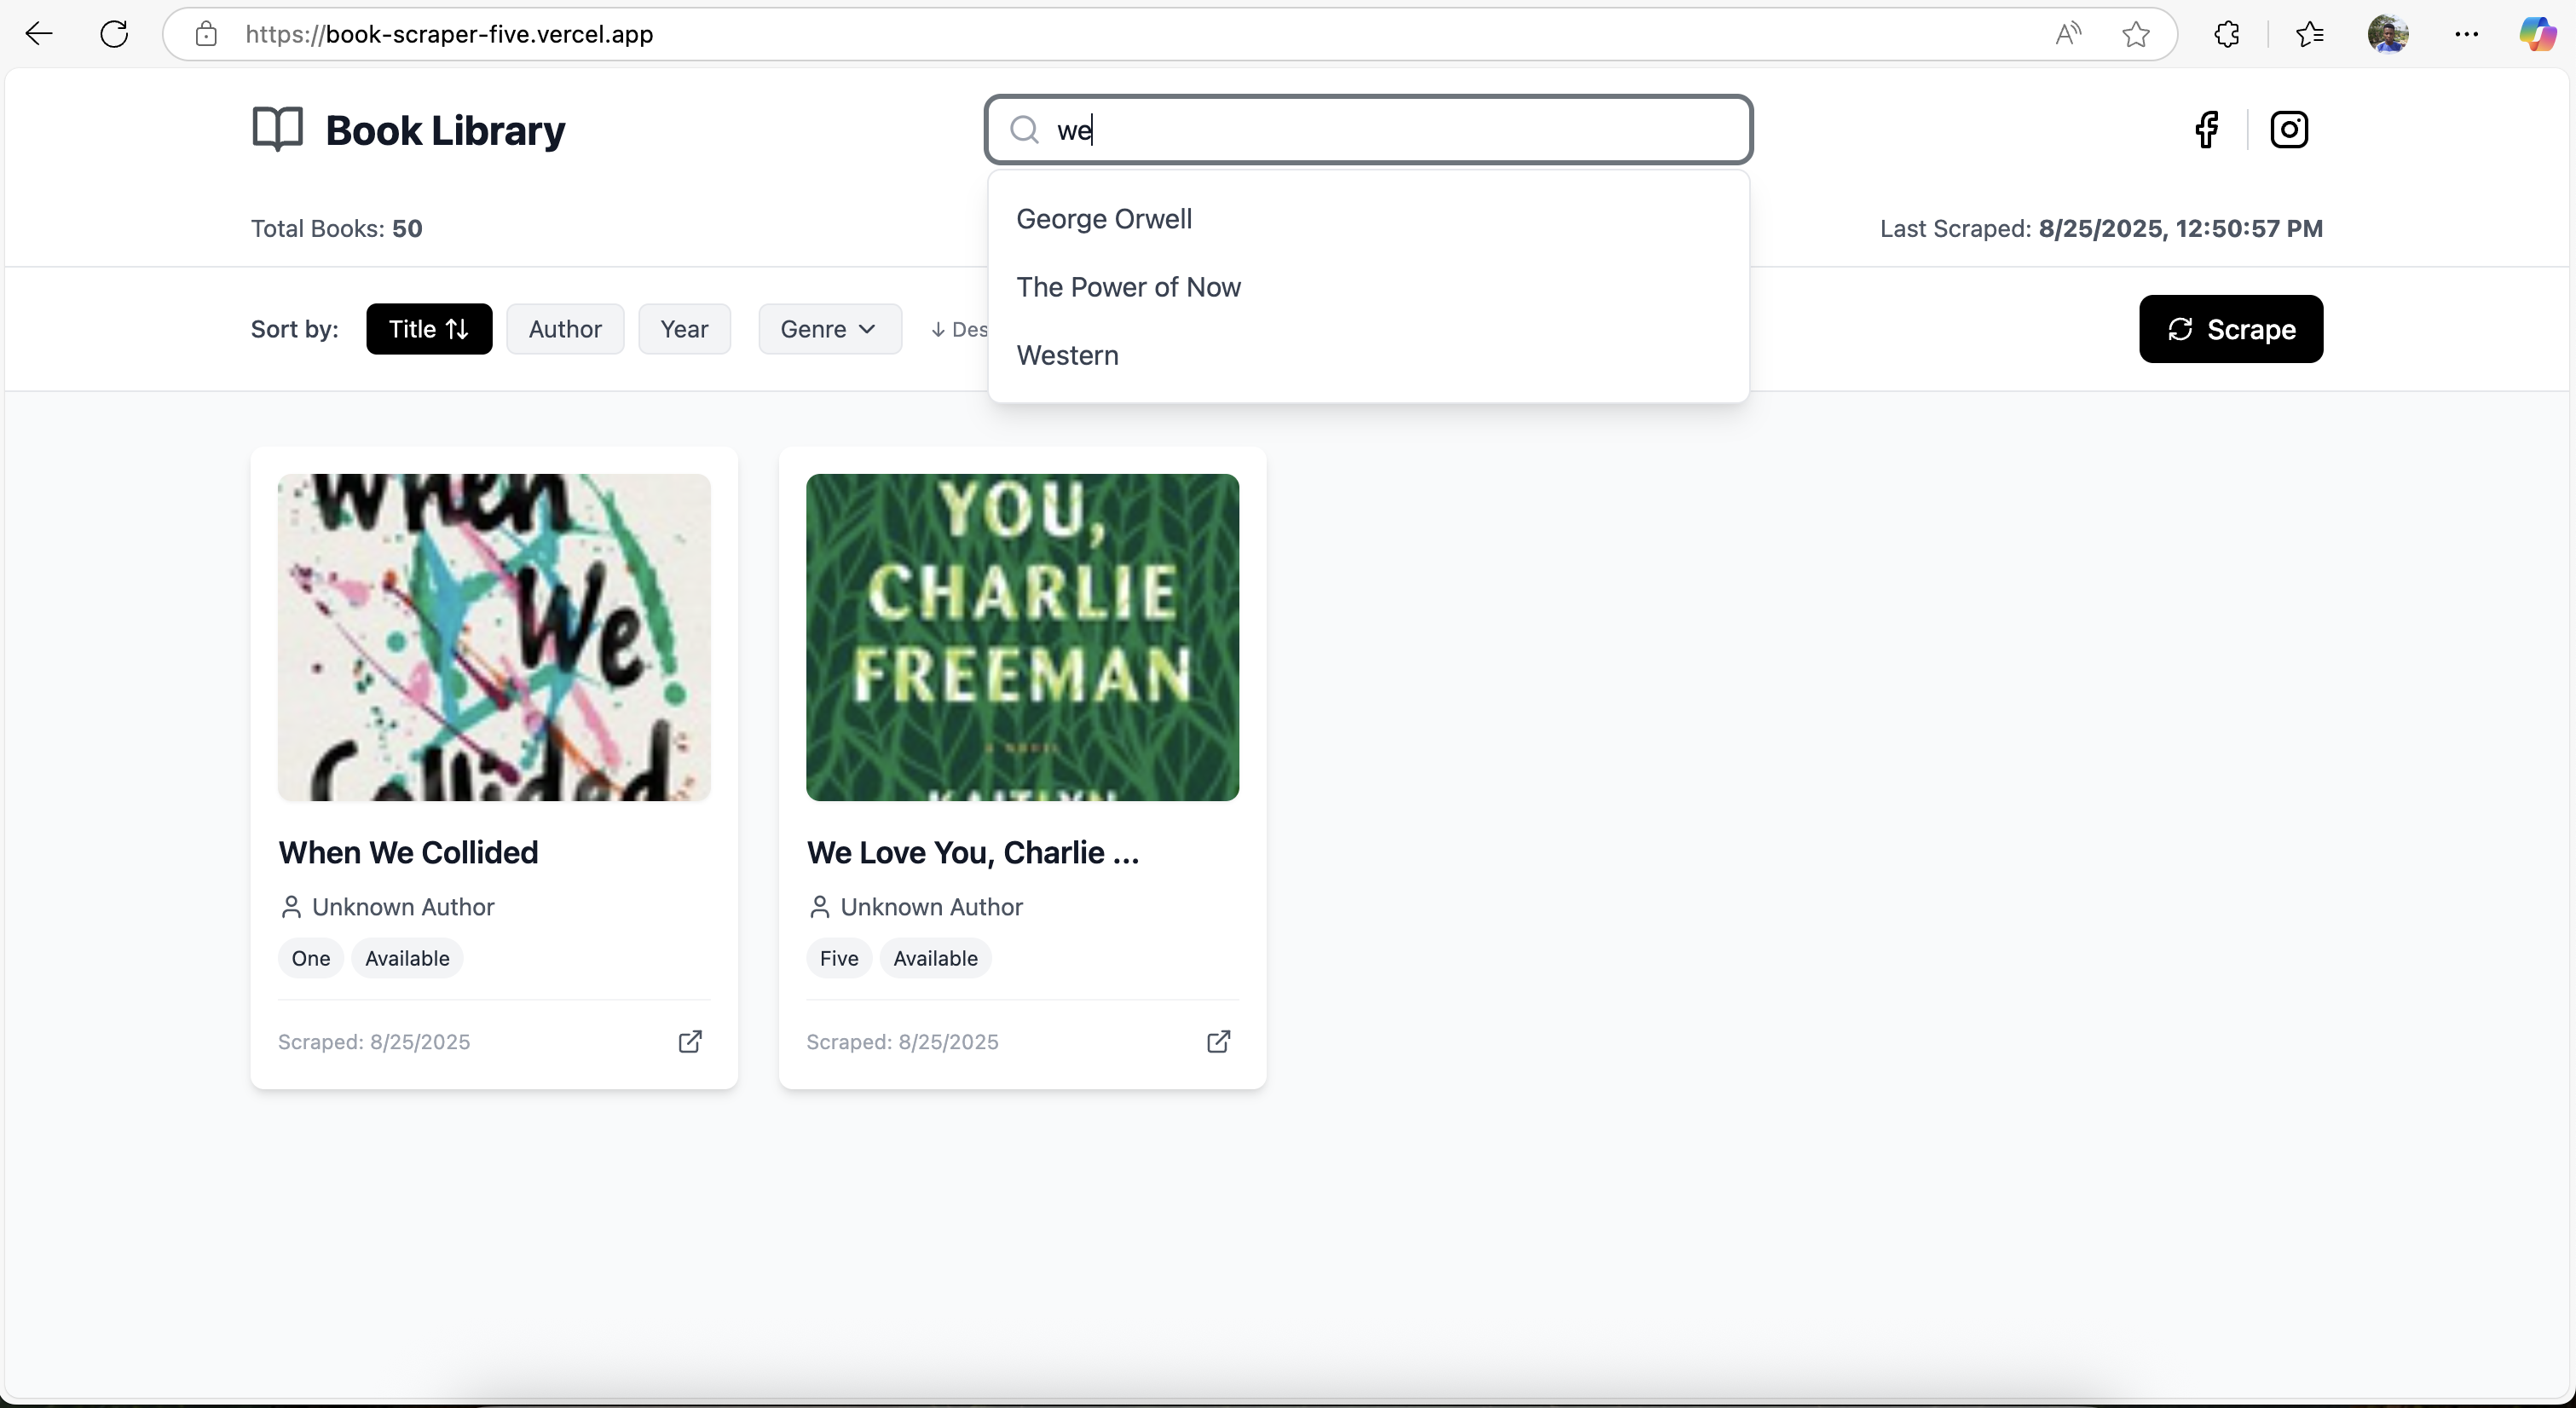 https://book-scraper-five.vercel.app
Book Library
we
George Orwell
The Power of Now
Western
Total Books: 50
Last Scraped: 8/25/2025, 12:50:57 PM
Sort by:
Title
Author
Year
Genre
Des
Scrape
When
We
Collided
YOU,
CHARLIE
FREEMAN
A NOVEL
KAITLYN
When We Collided
Unknown Author
One
Available
Scraped: 8/25/2025
We Love You, Charlie ...
Unknown Author
Five
Available
Scraped: 8/25/2025